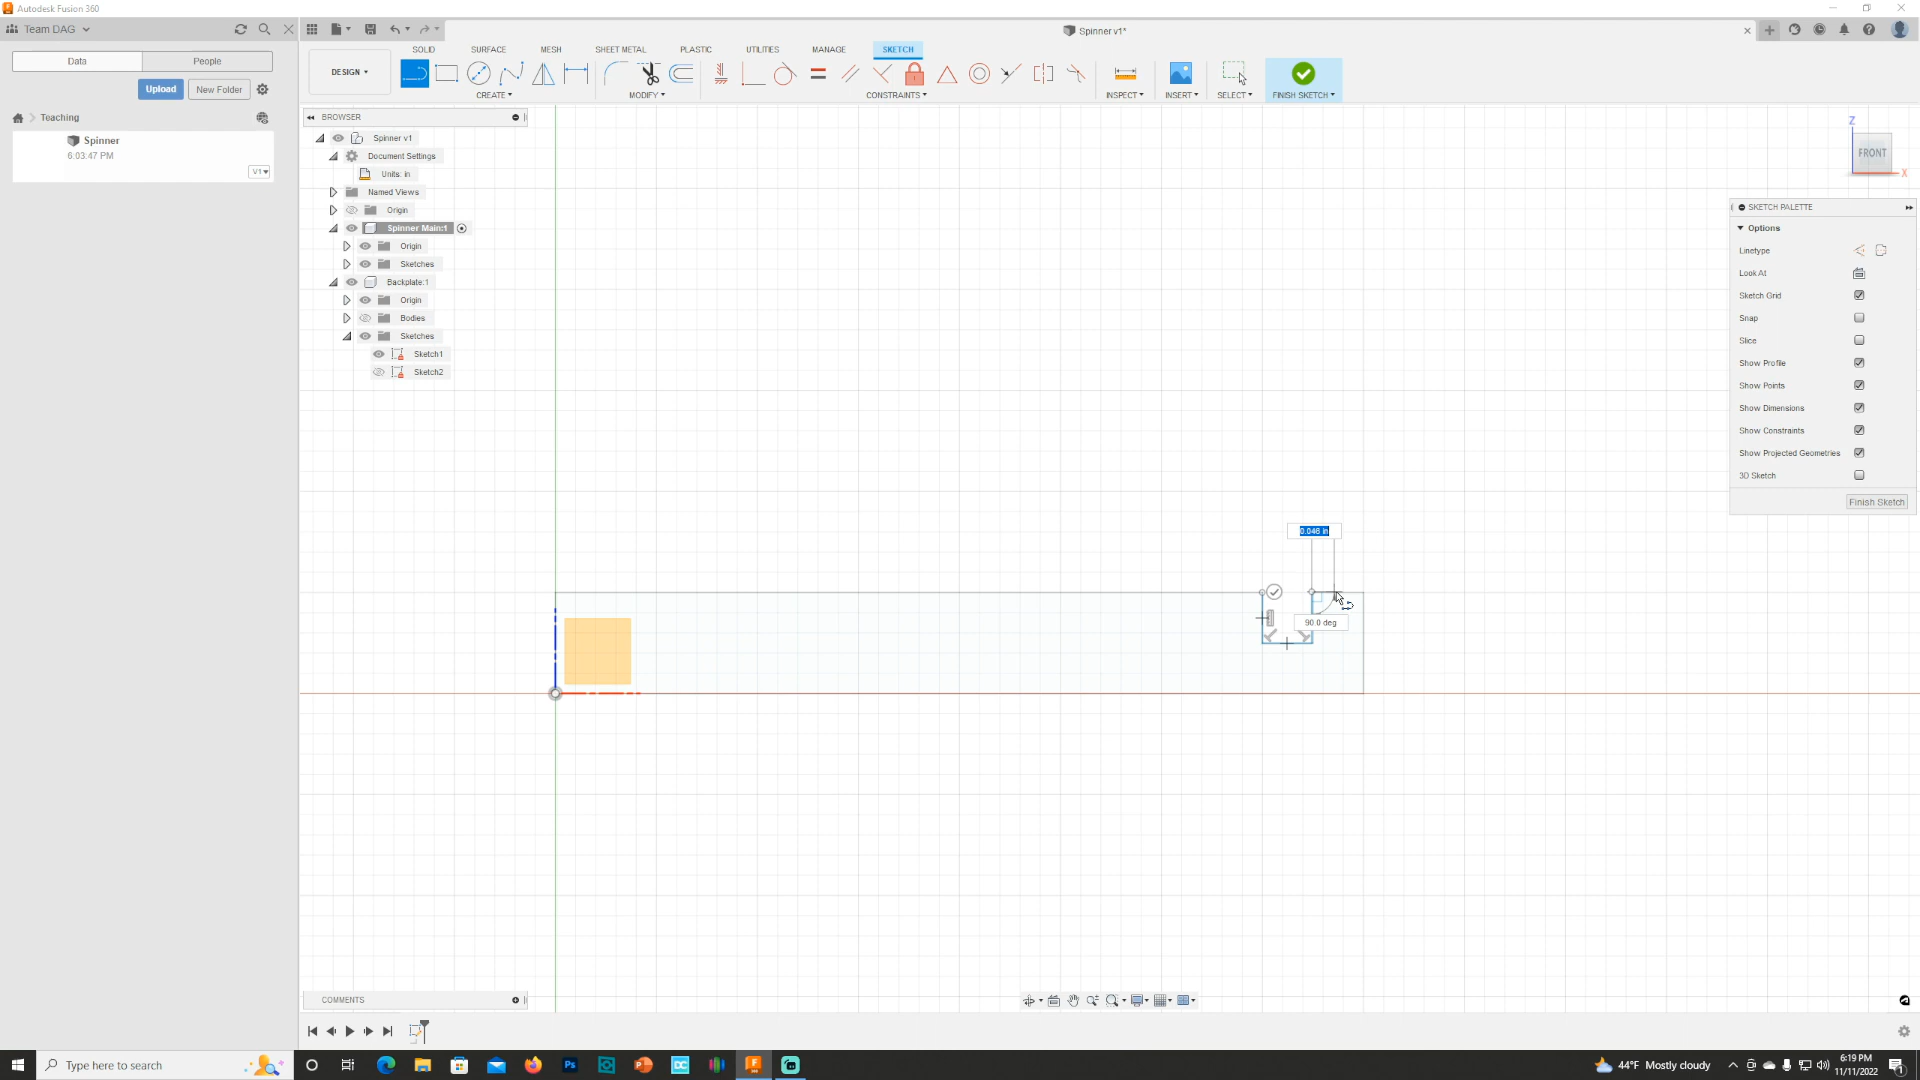 Autodesk Fusion 360
Team DAG
Data
People
Upload
New Folder
Teaching
Spinner
6:03:47 PM
V1
Spinner v1*
DESIGN
SOLID
SURFACE
MESH
SHEET METAL
PLASTIC
UTILITIES
MANAGE
SKETCH
CREATE
MODIFY
CONSTRAINTS
INSPECT
INSERT
SELECT
FINISH SKETCH
BROWSER
Spinner v1
Document Settings
Units: in
Named Views
Origin
Spinner Main:1
Origin
Sketches
Backplate:1
Origin
Bodies
Sketches
Sketch1
Sketch2
Z
FRONT
X
SKETCH PALETTE
Options
Linetype
Look At
Sketch Grid
Snap
Slice
Show Profile
Show Points
Show Dimensions
Show Constraints
Show Projected Geometries
3D Sketch
Finish Sketch
0.046 in
90.0 deg
COMMENTS
Type here to search
44°F Mostly cloudy
6:19 PM
11/11/2022